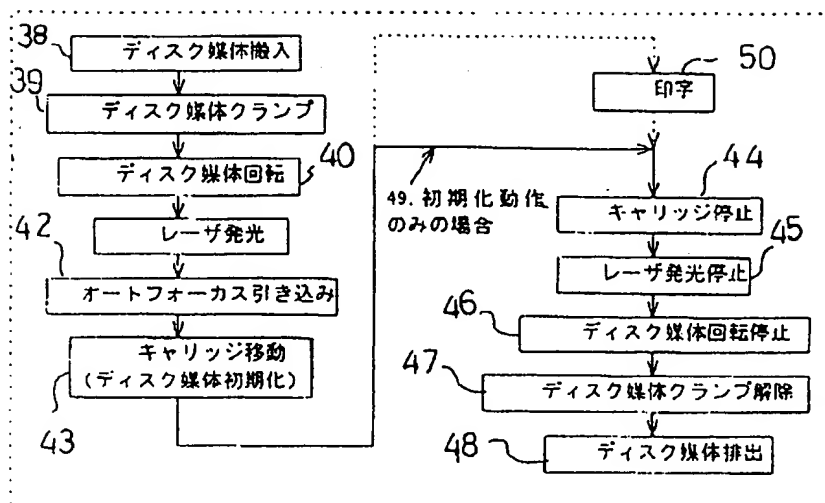 38
ディスク媒体搬入
39
ディスク媒体クランプ
ディスク媒体回転
40
レーザ発光
42
オートフォーカス引き込み
キャリッジ移動
(ディスク媒体初期化)
43
50
印字
49.初期化動作
のみの場合
44
キャリッジ停止
45
レーザ発光停止
46
ディスク媒体回転停止
47
ディスク媒体クランプ解除
48
ディスク媒体排出